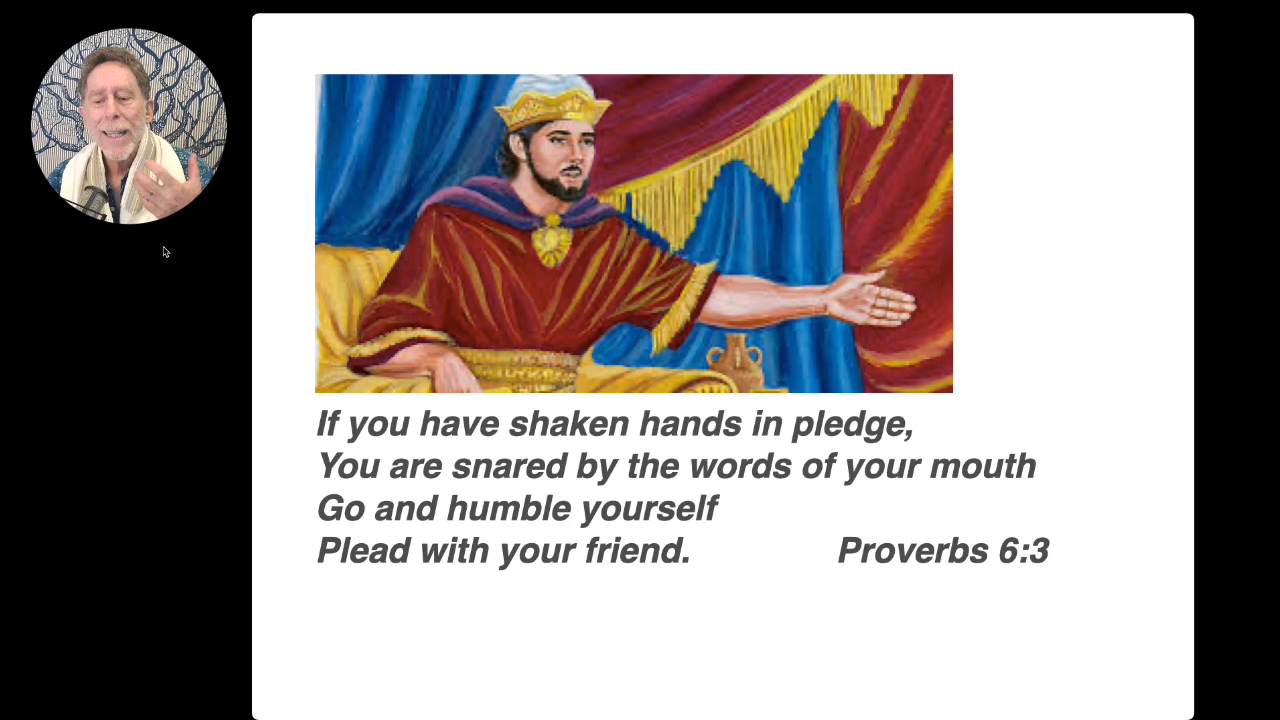 If you have shaken hands in pledge,
You are snared by the words of your mouth
Go and humble yourself
Plead with your friend. Proverbs 6:3